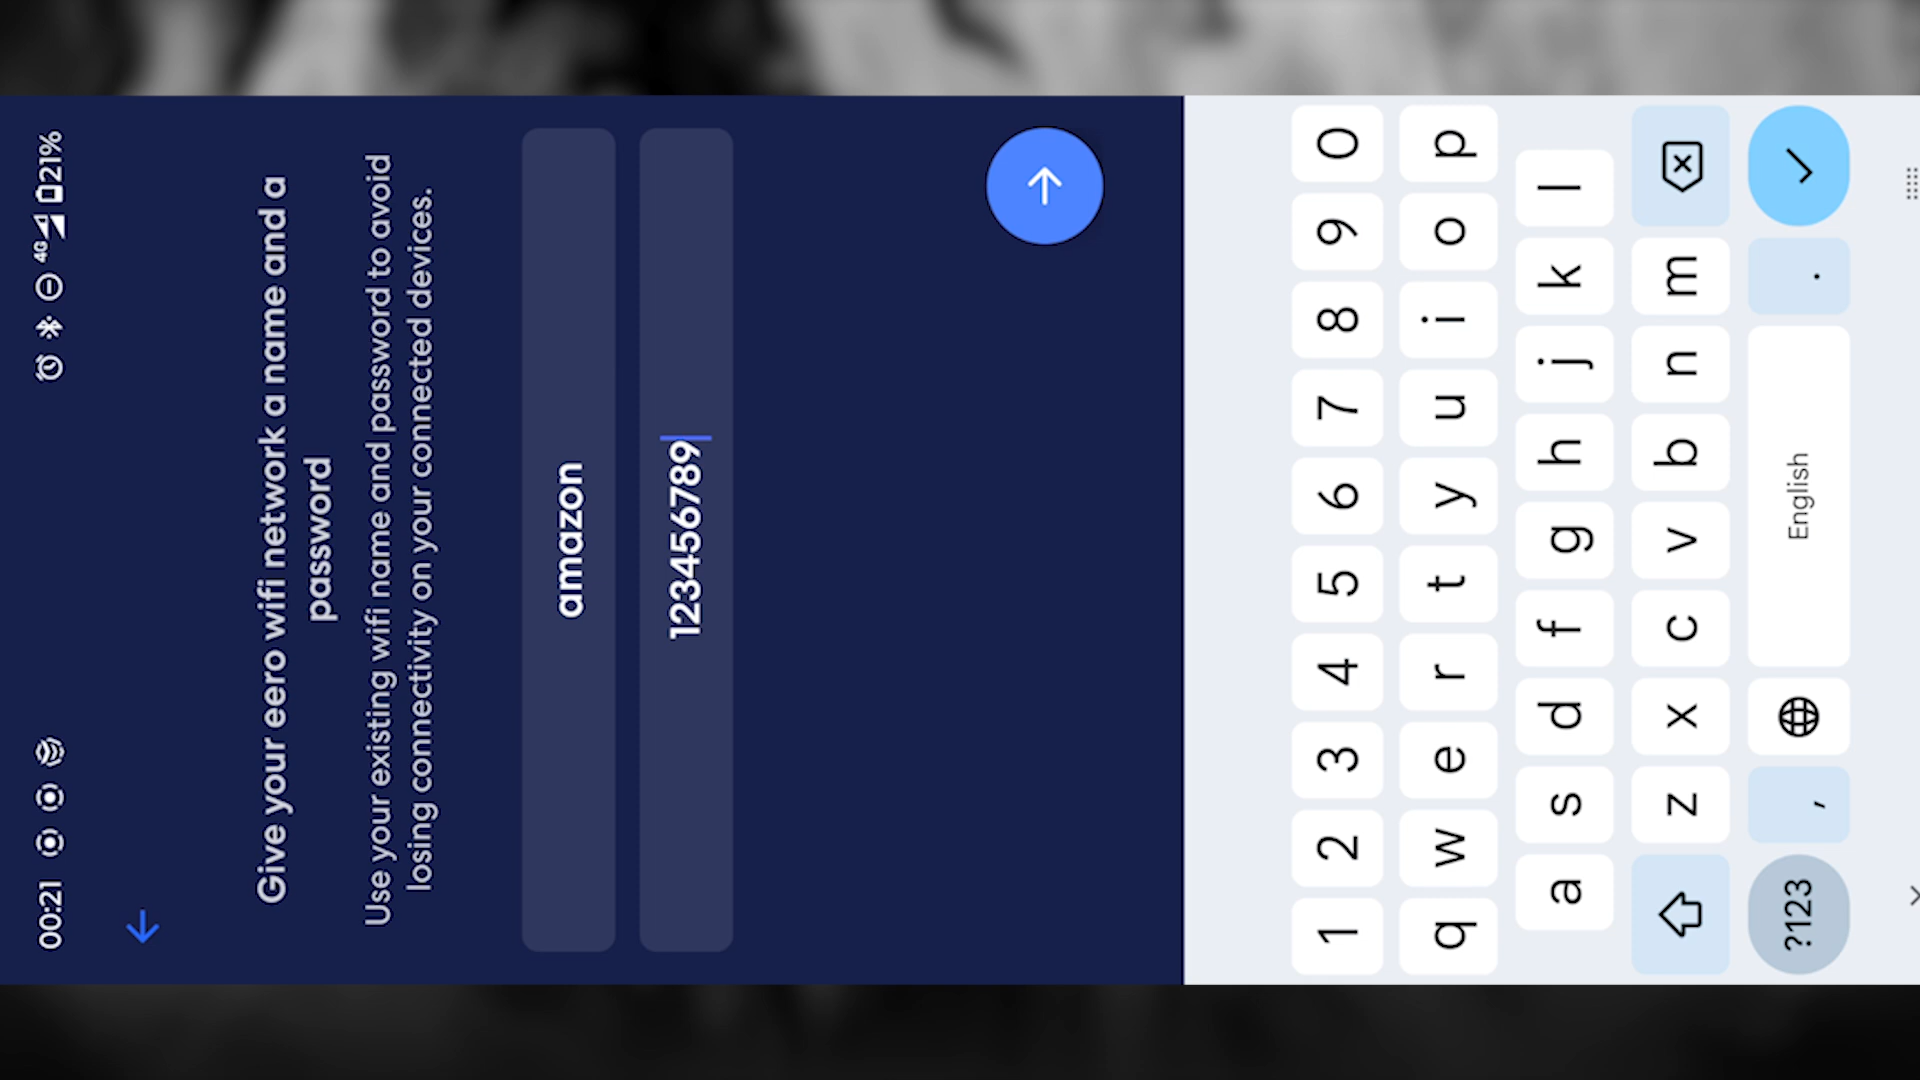 00:21
4G 21%
Give your eero wifi network a name and a
password
Use your existing wifi name and password to avoid
losing connectivity on your connected devices.
amazon
123456789
1 2 3 4 5 6 7 8 9 0
q w e r t y u i o p
a s d f g h j k l
z x c v b n m
?123 , English .